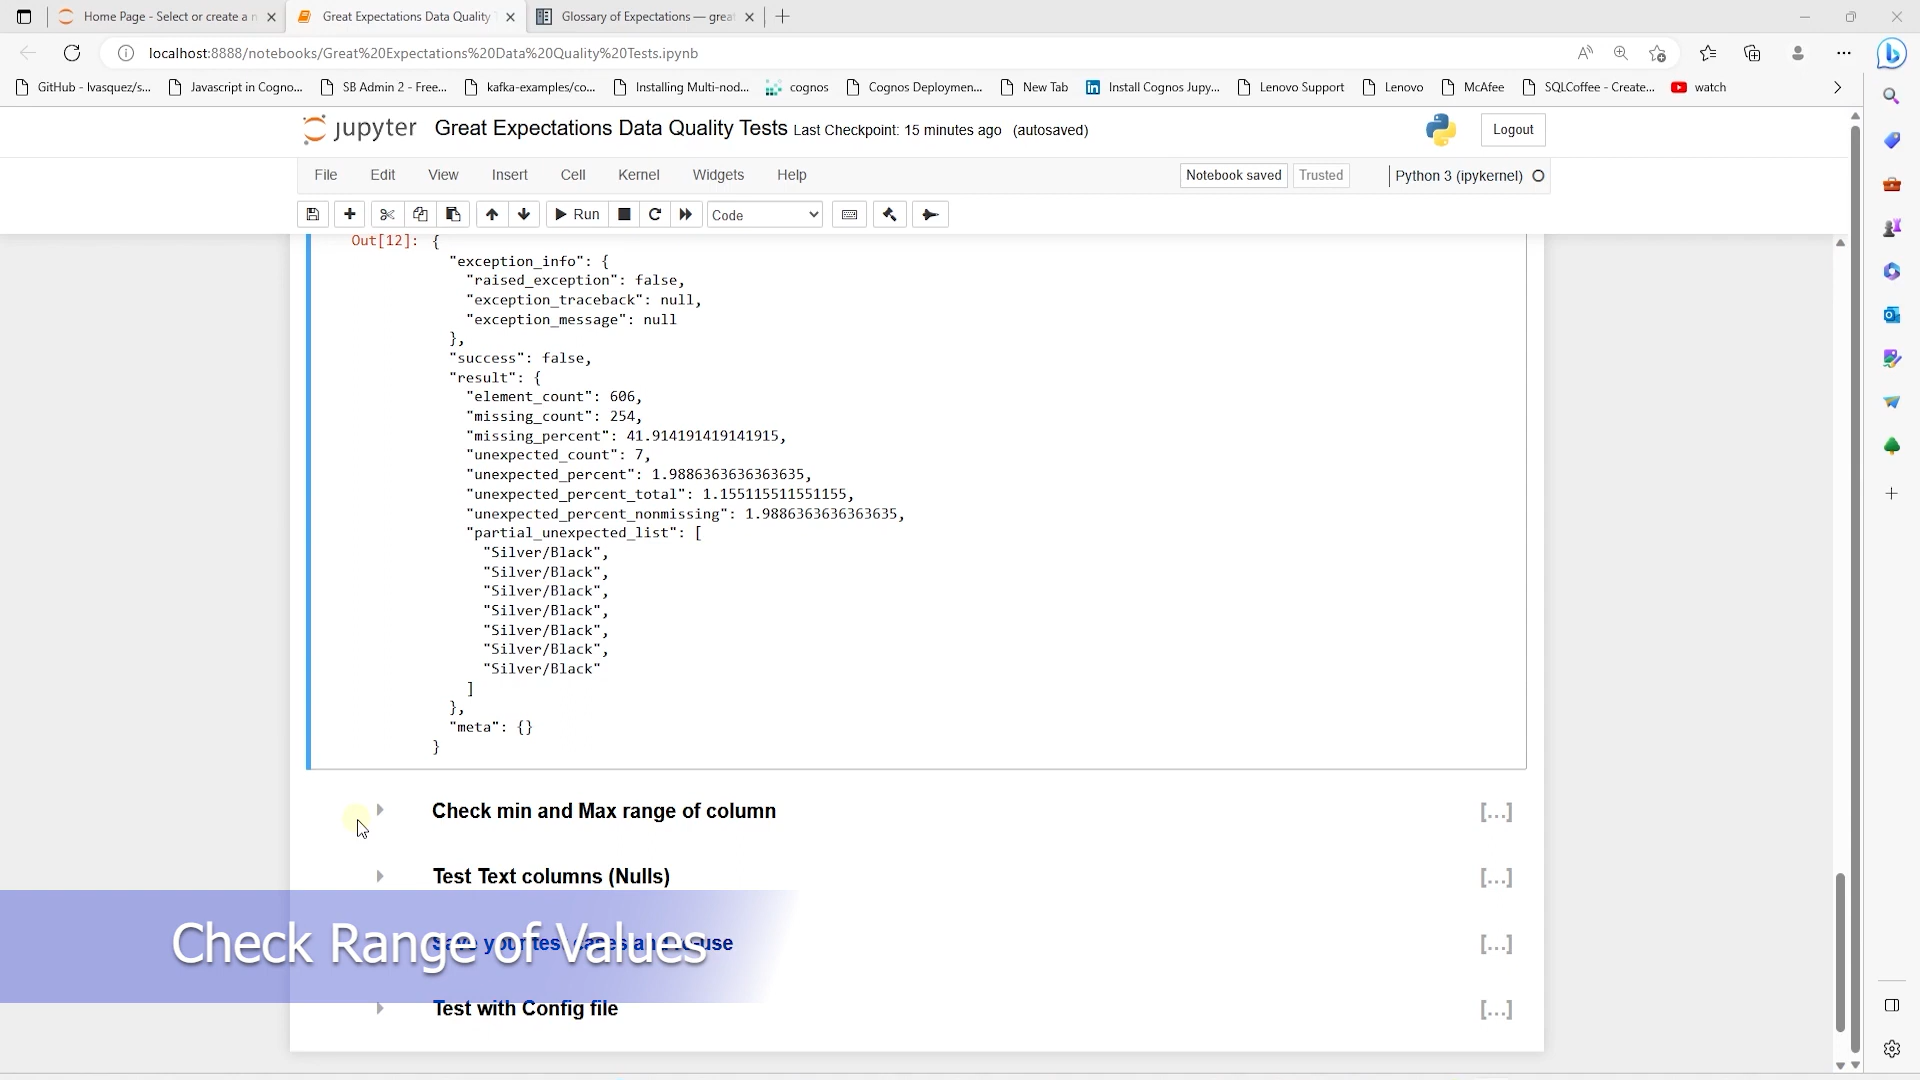 Home Page - Select or create a n
Great Expectations Data Quality T
Glossary of Expectations — great
localhost:8888/notebooks/Great%20Expectations%20Data%20Quality%20Tests.ipynb
GitHub - lvasquez/s...
Javascript in Cogno...
SB Admin 2 - Free...
kafka-examples/co...
Installing Multi-nod...
cognos
Cognos Deploymen...
New Tab
Install Cognos Jupy...
Lenovo Support
Lenovo
McAfee
SQLCoffee - Create...
watch
jupyter Great Expectations Data Quality Tests Last Checkpoint: 15 minutes ago (autosaved)
Logout
File Edit View Insert Cell Kernel Widgets Help
Notebook saved Trusted Python 3 (ipykernel)
Run Code
Out[12]: {
"exception_info": {
"raised_exception": false,
"exception_traceback": null,
"exception_message": null
},
"success": false,
"result": {
"element_count": 606,
"missing_count": 254,
"missing_percent": 41.914191419141915,
"unexpected_count": 7,
"unexpected_percent": 1.9886363636363635,
"unexpected_percent_total": 1.155115511551155,
"unexpected_percent_nonmissing": 1.9886363636363635,
"partial_unexpected_list": [
"Silver/Black",
"Silver/Black",
"Silver/Black",
"Silver/Black",
"Silver/Black",
"Silver/Black",
"Silver/Black"
]
},
"meta": {}
}
Check min and Max range of column [...]
Test Text columns (Nulls) [...]
Check Range of Values
Save your test cases and re-use [...]
Test with Config file [...]